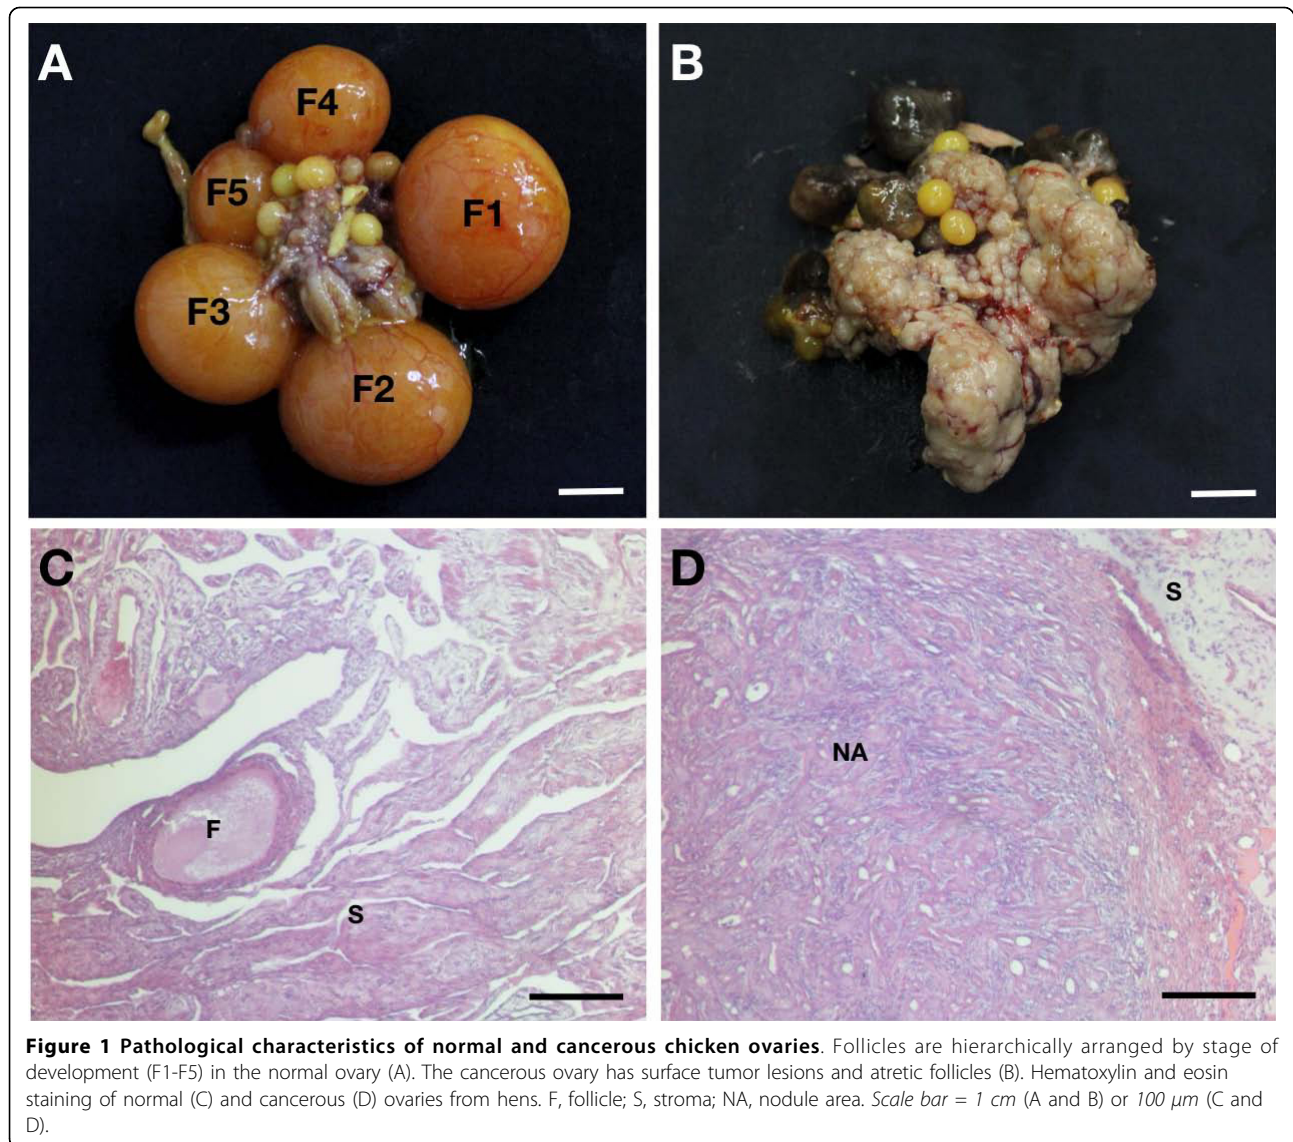 A
B
F4
F5
F1
F3
F2
C
D
S
NA
F
S
Figure 1 Pathological characteristics of normal and cancerous chicken ovaries. Follicles are hierarchically arranged by stage of
development (F1-F5) in the normal ovary (A). The cancerous ovary has surface tumor lesions and atretic follicles (B). Hematoxylin and eosin
staining of normal (C) and cancerous (D) ovaries from hens. F, follicle; S, stroma; NA, nodule area. Scale bar = 1 cm (A and B) or 100 μm (C and
D).